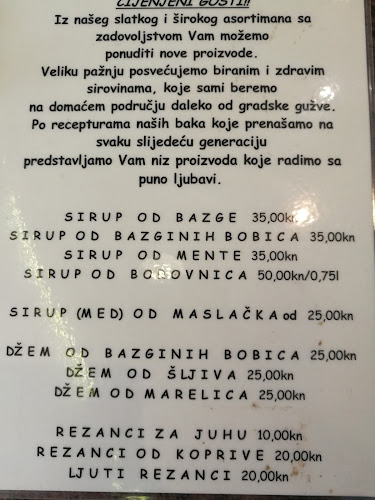 CIJENJENI GOSTI!!
Iz našeg slatkog i širokog asortimana sa
zadovoljstvom Vam možemo
ponuditi nove proizvode.
Veliku pažnju posvećujemo biranim i zdravim
sirovinama, koje sami beremo
na domaćem području daleko od gradske gužve.
Po recepturama naših baka koje prenašamo na
svaku slijedeću generaciju
predstavljamo Vam niz proizvoda koje radimo sa
puno ljubavi.
SIRUP OD BAZGE 35,00kn
SIRUP OD BAZGINIH BOBICA 35,00kn
SIRUP OD MENTE 35,00kn
SIRUP OD BOROVNICA 50,00kn/0,75l
SIRUP (MED) OD MASLAČKA od 25,00kn
DŽEM OD BAZGINIH BOBICA 25,00kn
DŽEM OD ŠLJIVA 25,00kn
DŽEM OD MARELICA 25,00kn
REZANCI ZA JUHU 10,00kn
REZANCI OD KOPRIVE 20,00kn
LJUTI REZANCI 20,00kn